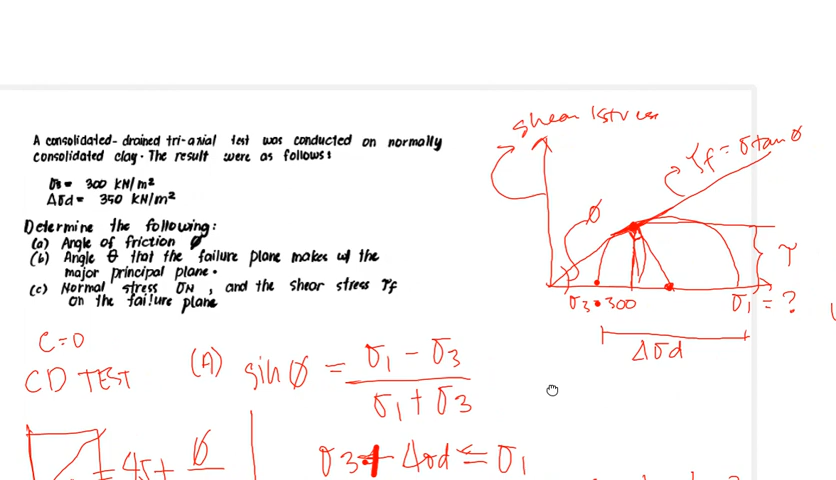 A consolidated-drained tri-axial test was conducted on normally
consolidated clay. The result were as follows:
σ3 = 300 KN/m²
Δσd = 350 KN/m²
Determine the following:
(a) Angle of friction φ
(b) Angle θ that the failure plane makes w/ the
major principal plane.
(c) Normal stress σN, and the shear stress τf
on the failure plane
shear stress
τf = σ tan φ
φ
τ
σ3 = 300
σ1 = ?
Δσd
C=0
CD TEST
(A) sin φ = σ1 - σ3
σ1 + σ3
= 45 + φ
σ3 + Δσd = σ1